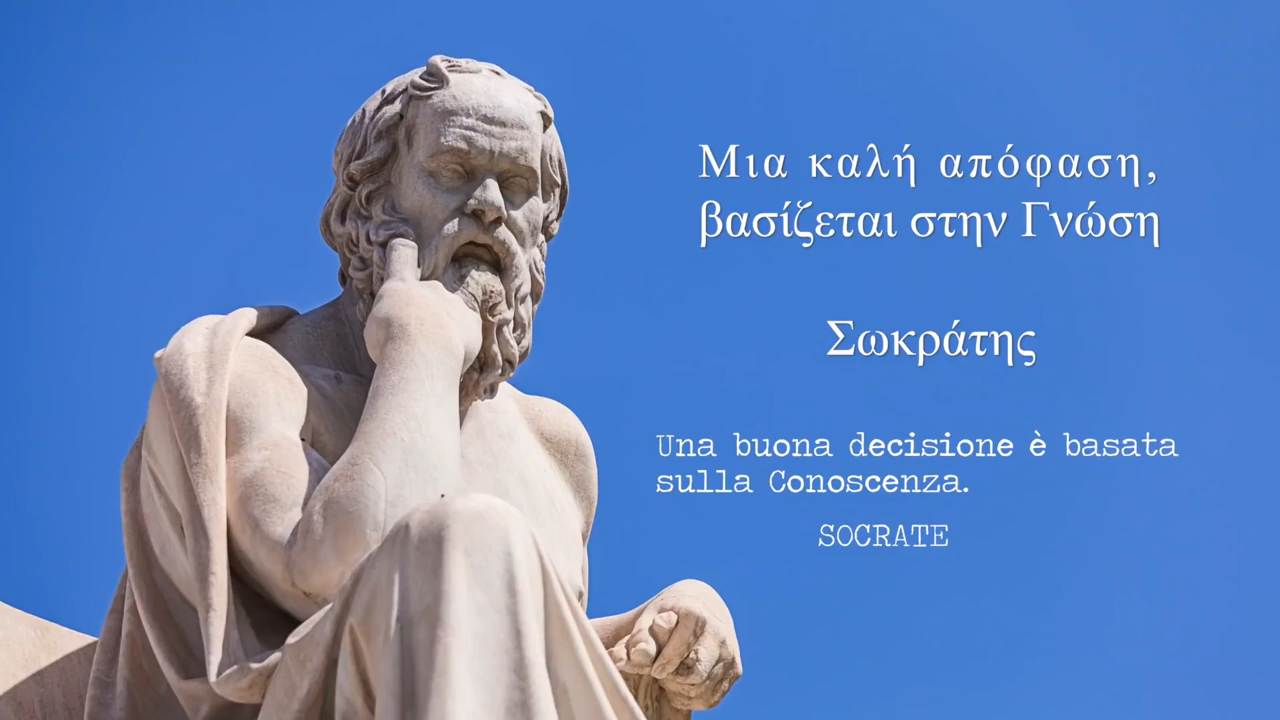 Μια καλή απόφαση,
βασίζεται στην Γνώση
Σωκράτης
Una buona decisione è basata
sulla Conoscenza.
SOCRATE